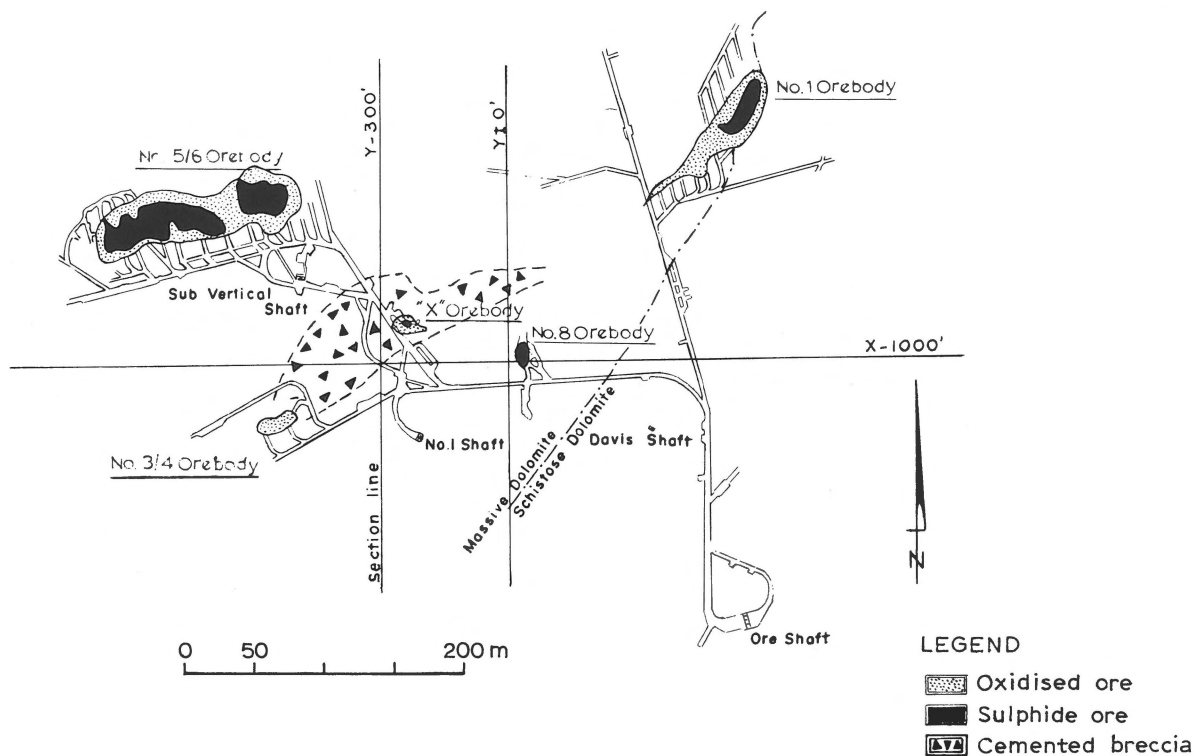 No.1 Orebody
Y-300'
Nr. 5/6 Orebody
Sub Vertical
Shaft
"X" Orebody
No.8 Orebody
X-1000'
No.1 Shaft
Davis Shaft
No. 3/4 Orebody
Section line
Massive Dolomite
Schistose Dolomite
N
Ore Shaft
0 50 200 m
LEGEND
Oxidised ore
Sulphide ore
Cemented breccia